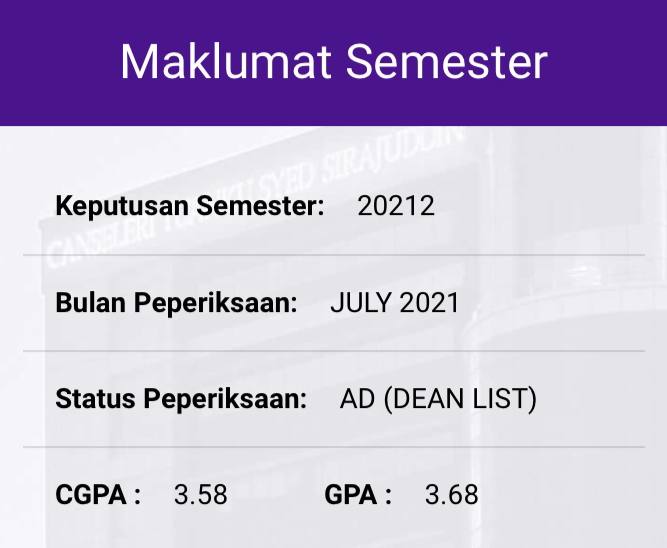 Maklumat Semester
CANSELERI TUANKU SYED SIRAJUDDIN
Keputusan Semester: 20212
Bulan Peperiksaan: JULY 2021
Status Peperiksaan: AD (DEAN LIST)
CGPA : 3.58 GPA : 3.68